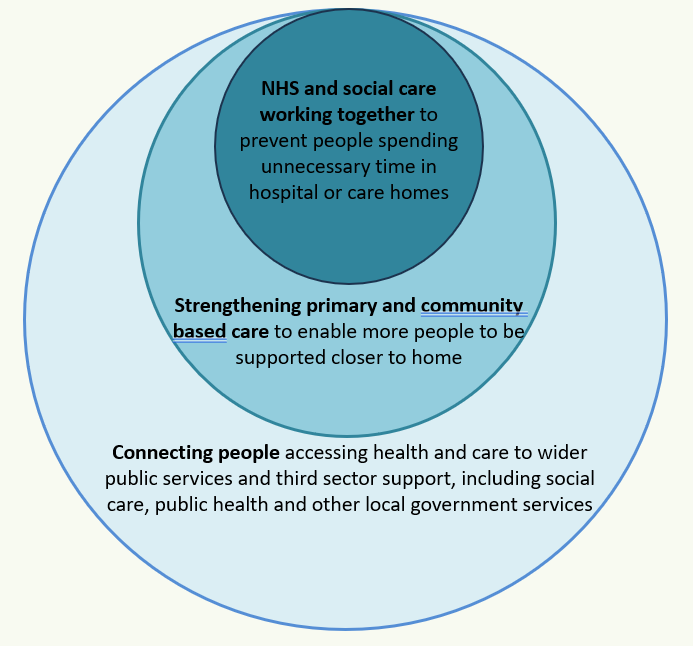 NHS and social care
working together to
prevent people spending
unnecessary time in
hospital or care homes
Strengthening primary and community
based care to enable more people to be
supported closer to home
Connecting people accessing health and care to wider
public services and third sector support, including social
care, public health and other local government services